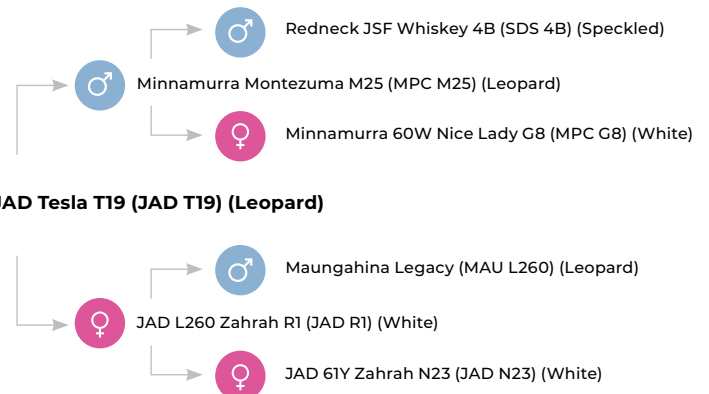 Redneck JSF Whiskey 4B (SDS 4B) (Speckled)
Minnamurra Montezuma M25 (MPC M25) (Leopard)
Minnamurra 60W Nice Lady G8 (MPC G8) (White)
JAD Tesla T19 (JAD T19) (Leopard)
Maungahina Legacy (MAU L260) (Leopard)
JAD L260 Zahrah R1 (JAD R1) (White)
JAD 61Y Zahrah N23 (JAD N23) (White)